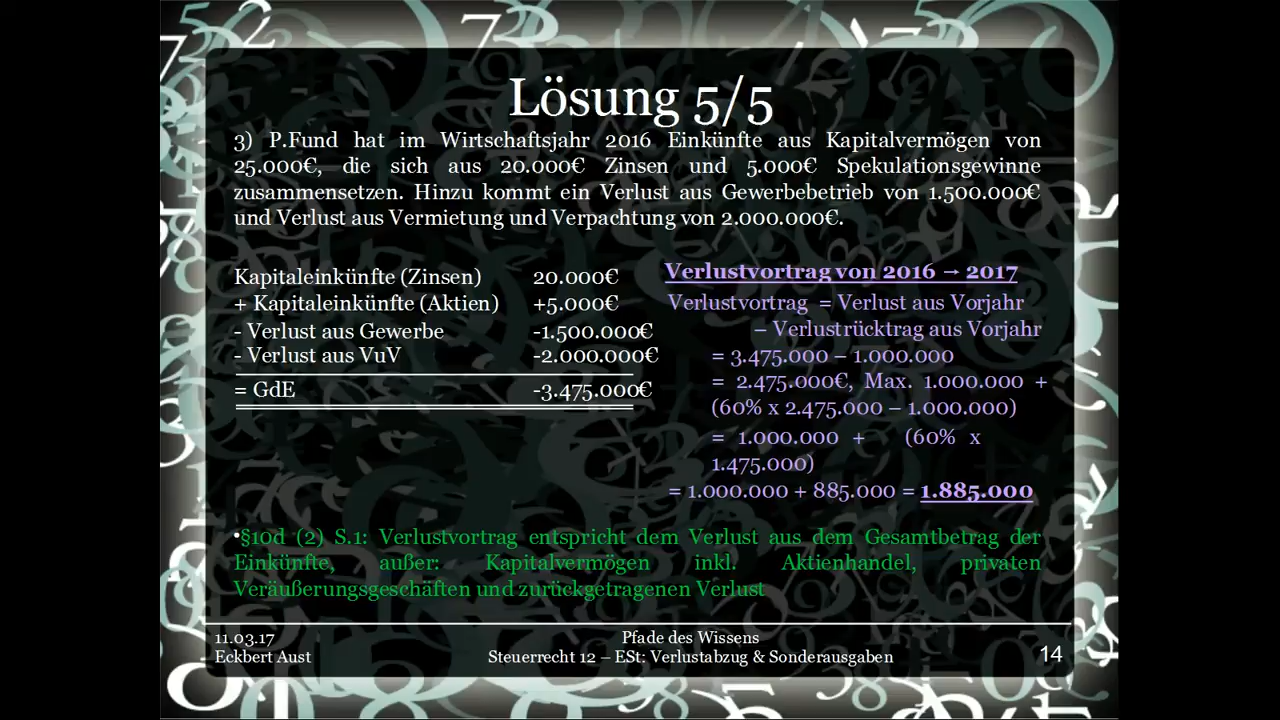 Lösung 5/5
3) P.Fund hat im Wirtschaftsjahr 2016 Einkünfte aus Kapitalvermögen von
25.000€, die sich aus 20.000€ Zinsen und 5.000€ Spekulationsgewinne
zusammensetzen. Hinzu kommt ein Verlust aus Gewerbebetrieb von 1.500.000€
und Verlust aus Vermietung und Verpachtung von 2.000.000€.
Kapitaleinkünfte (Zinsen) 20.000€
+ Kapitaleinkünfte (Aktien) +5.000€
- Verlust aus Gewerbe -1.500.000€
- Verlust aus VuV -2.000.000€
= GdE -3.475.000€
Verlustvortrag von 2016 → 2017
Verlustvortrag = Verlust aus Vorjahr
– Verlustrücktrag aus Vorjahr
= 3.475.000 – 1.000.000
= 2.475.000€, Max. 1.000.000 +
(60% x 2.475.000 – 1.000.000)
= 1.000.000 + (60% x
1.475.000)
= 1.000.000 + 885.000 = 1.885.000
•§10d (2) S.1: Verlustvortrag entspricht dem Verlust aus dem Gesamtbetrag der
Einkünfte, außer: Kapitalvermögen inkl. Aktienhandel, privaten
Veräußerungsgeschäften und zurückgetragenen Verlust
11.03.17
Eckbert Aust
Pfade des Wissens
Steuerrecht 12 – ESt: Verlustabzug & Sonderausgaben
14